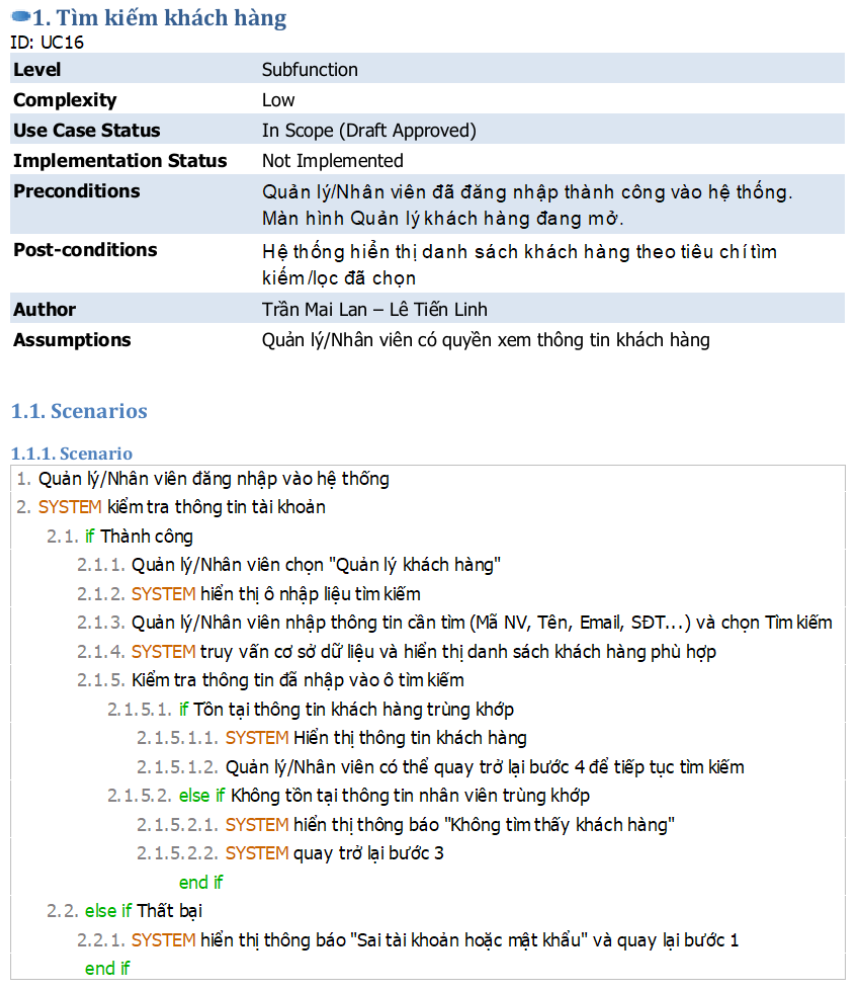 1. Tìm kiếm khách hàng
ID: UC16
Level Subfunction
Complexity Low
Use Case Status In Scope (Draft Approved)
Implementation Status Not Implemented
Preconditions Quản lý/Nhân viên đã đăng nhập thành công vào hệ thống.
Màn hình Quản lý khách hàng đang mở.
Post-conditions Hệ thống hiển thị danh sách khách hàng theo tiêu chí tìm
kiếm/lọc đã chọn
Author Trần Mai Lan – Lê Tiến Linh
Assumptions Quản lý/Nhân viên có quyền xem thông tin khách hàng
1.1. Scenarios
1.1.1. Scenario
1. Quản lý/Nhân viên đăng nhập vào hệ thống
2. SYSTEM kiểm tra thông tin tài khoản
2.1. if Thành công
2.1.1. Quản lý/Nhân viên chọn "Quản lý khách hàng"
2.1.2. SYSTEM hiển thị ô nhập liệu tìm kiếm
2.1.3. Quản lý/Nhân viên nhập thông tin cần tìm (Mã NV, Tên, Email, SĐT...) và chọn Tìm kiếm
2.1.4. SYSTEM truy vấn cơ sở dữ liệu và hiển thị danh sách khách hàng phù hợp
2.1.5. Kiểm tra thông tin đã nhập vào ô tìm kiếm
2.1.5.1. if Tồn tại thông tin khách hàng trùng khớp
2.1.5.1.1. SYSTEM Hiển thị thông tin khách hàng
2.1.5.1.2. Quản lý/Nhân viên có thể quay trở lại bước 4 để tiếp tục tìm kiếm
2.1.5.2. else if Không tồn tại thông tin nhân viên trùng khớp
2.1.5.2.1. SYSTEM hiển thị thông báo "Không tìm thấy khách hàng"
2.1.5.2.2. SYSTEM quay trở lại bước 3
end if
2.2. else if Thất bại
2.2.1. SYSTEM hiển thị thông báo "Sai tài khoản hoặc mật khẩu" và quay lại bước 1
end if